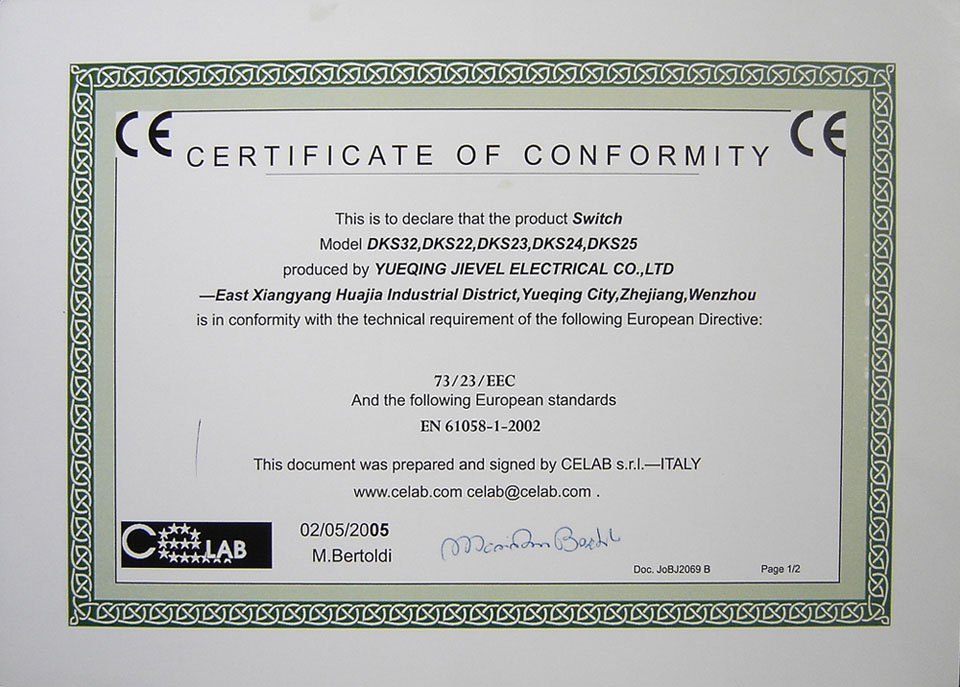 CE CERTIFICATE OF CONFORMITY CE
This is to declare that the product Switch
Model DKS32,DKS22,DKS23,DKS24,DKS25
produced by YUEQING JIEVEL ELECTRICAL CO.,LTD
—East Xiangyang Huajia Industrial District,Yueqing City,Zhejiang,Wenzhou
is in conformity with the technical requirement of the following European Directive:
73/23/EEC
And the following European standards
EN 61058-1-2002
This document was prepared and signed by CELAB s.r.l.—ITALY
www.celab.com celab@celab.com .
CELAB
02/05/2005
M.Bertoldi
Doc. JoBJ2069 B Page 1/2